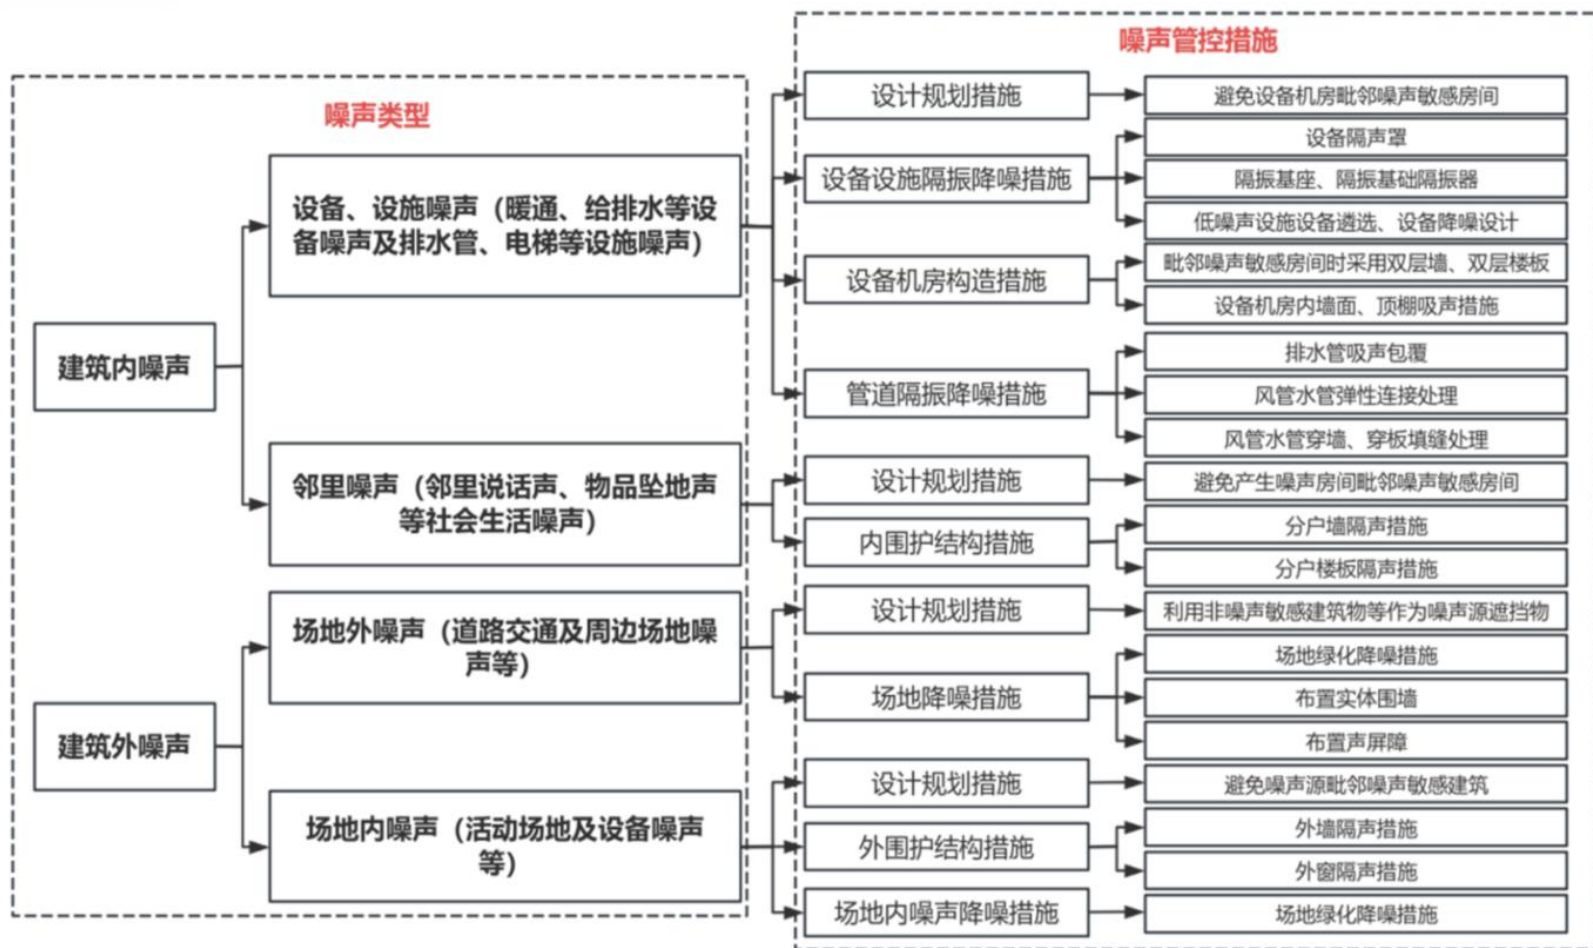 噪声管控措施
噪声类型
建筑内噪声
设备、设施噪声（暖通、给排水等设
备噪声及排水管、电梯等设施噪声）
设计规划措施
避免设备机房毗邻噪声敏感房间
设备设施隔振降噪措施
设备隔声罩
隔振基座、隔振基础隔振器
低噪声设施设备遴选、设备降噪设计
设备机房构造措施
毗邻噪声敏感房间时采用双层墙、双层楼板
设备机房内墙面、顶棚吸声措施
管道隔振降噪措施
排水管吸声包覆
风管水管弹性连接处理
风管水管穿墙、穿板填缝处理
邻里噪声（邻里说话声、物品坠地声
等社会生活噪声）
设计规划措施
避免产生噪声房间毗邻噪声敏感房间
内围护结构措施
分户墙隔声措施
分户楼板隔声措施
建筑外噪声
场地外噪声（道路交通及周边场地噪
声等）
设计规划措施
利用非噪声敏感建筑物等作为噪声源遮挡物
场地降噪措施
场地绿化降噪措施
布置实体围墙
布置声屏障
场地内噪声（活动场地及设备噪声
等）
设计规划措施
避免噪声源毗邻噪声敏感建筑
外围护结构措施
外墙隔声措施
外窗隔声措施
场地内噪声降噪措施
场地绿化降噪措施